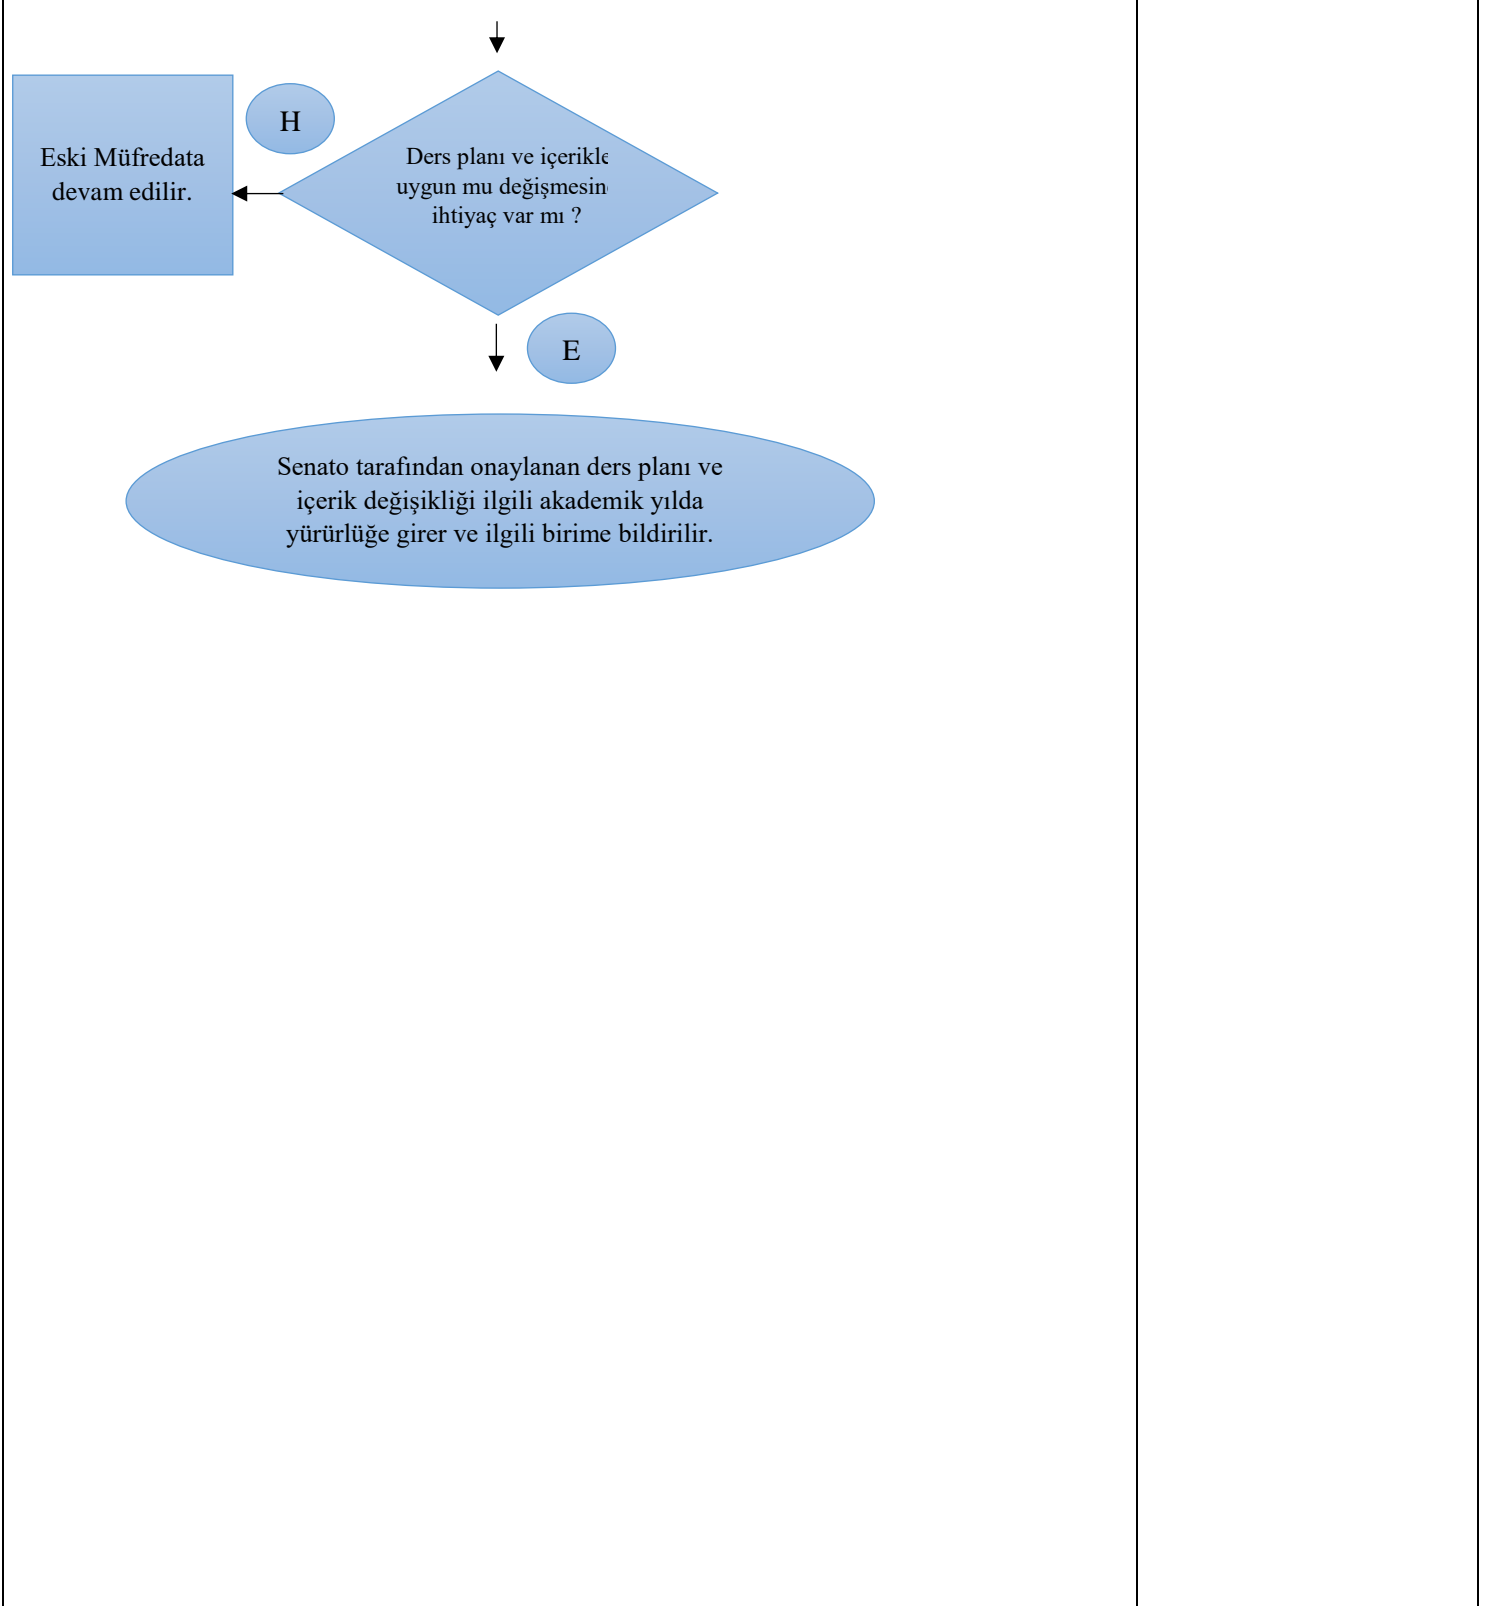 H
Eski Müfredata
devam edilir.
Ders planı ve içerikle
uygun mu değişmesin
ihtiyaç var mı ?
E
Senato tarafından onaylanan ders planı ve
içerik değişikliği ilgili akademik yılda
yürürlüğe girer ve ilgili birime bildirilir.